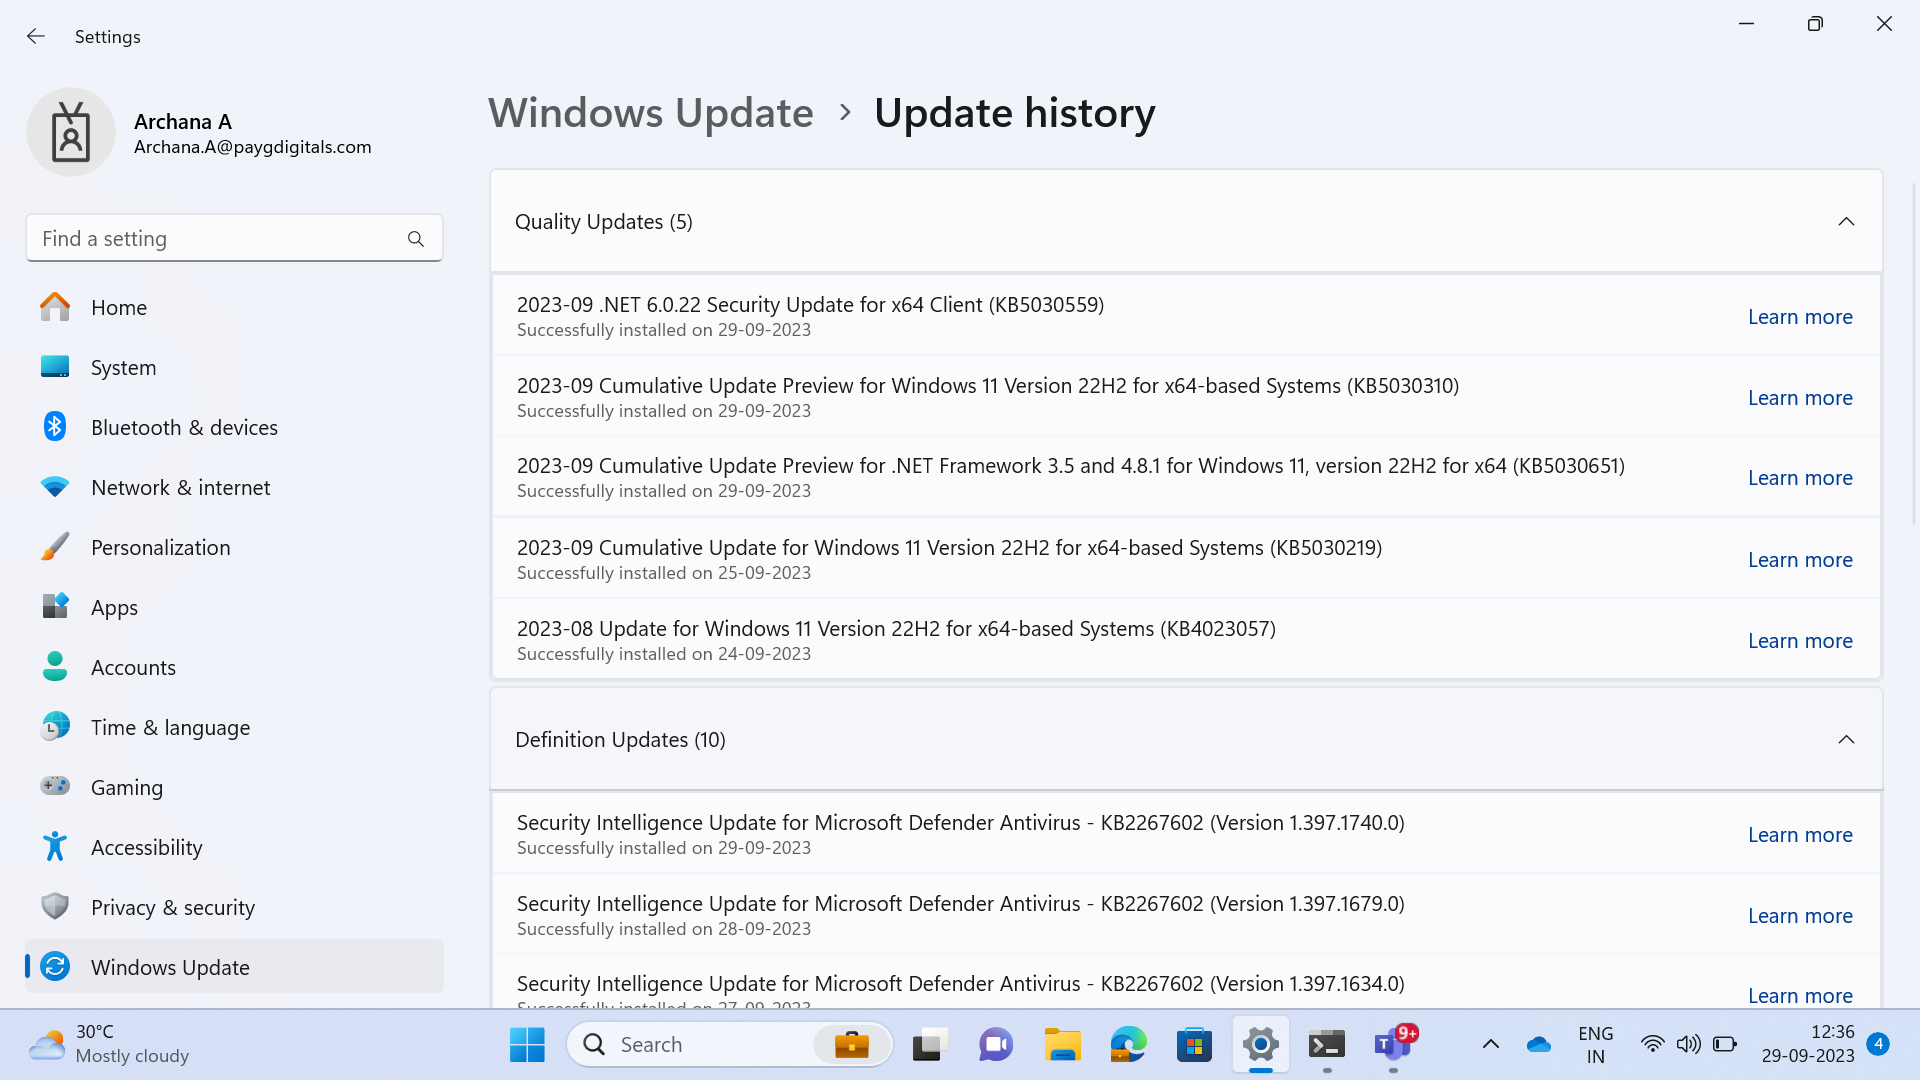 Settings
Archana A
Archana.A@paygdigitals.com
Find a setting
Home
System
Bluetooth & devices
Network & internet
Personalization
Apps
Accounts
Time & language
Gaming
Accessibility
Privacy & security
Windows Update
Windows Update > Update history
Quality Updates (5)
2023-09 .NET 6.0.22 Security Update for x64 Client (KB5030559)
Successfully installed on 29-09-2023
Learn more
2023-09 Cumulative Update Preview for Windows 11 Version 22H2 for x64-based Systems (KB5030310)
Successfully installed on 29-09-2023
Learn more
2023-09 Cumulative Update Preview for .NET Framework 3.5 and 4.8.1 for Windows 11, version 22H2 for x64 (KB5030651)
Successfully installed on 29-09-2023
Learn more
2023-09 Cumulative Update for Windows 11 Version 22H2 for x64-based Systems (KB5030219)
Successfully installed on 25-09-2023
Learn more
2023-08 Update for Windows 11 Version 22H2 for x64-based Systems (KB4023057)
Successfully installed on 24-09-2023
Learn more
Definition Updates (10)
Security Intelligence Update for Microsoft Defender Antivirus - KB2267602 (Version 1.397.1740.0)
Successfully installed on 29-09-2023
Learn more
Security Intelligence Update for Microsoft Defender Antivirus - KB2267602 (Version 1.397.1679.0)
Successfully installed on 28-09-2023
Learn more
Security Intelligence Update for Microsoft Defender Antivirus - KB2267602 (Version 1.397.1634.0)
Successfully installed on 27-09-2023
Learn more
30°C
Mostly cloudy
Search
T
9+
ENG
IN
12:36
29-09-2023
4